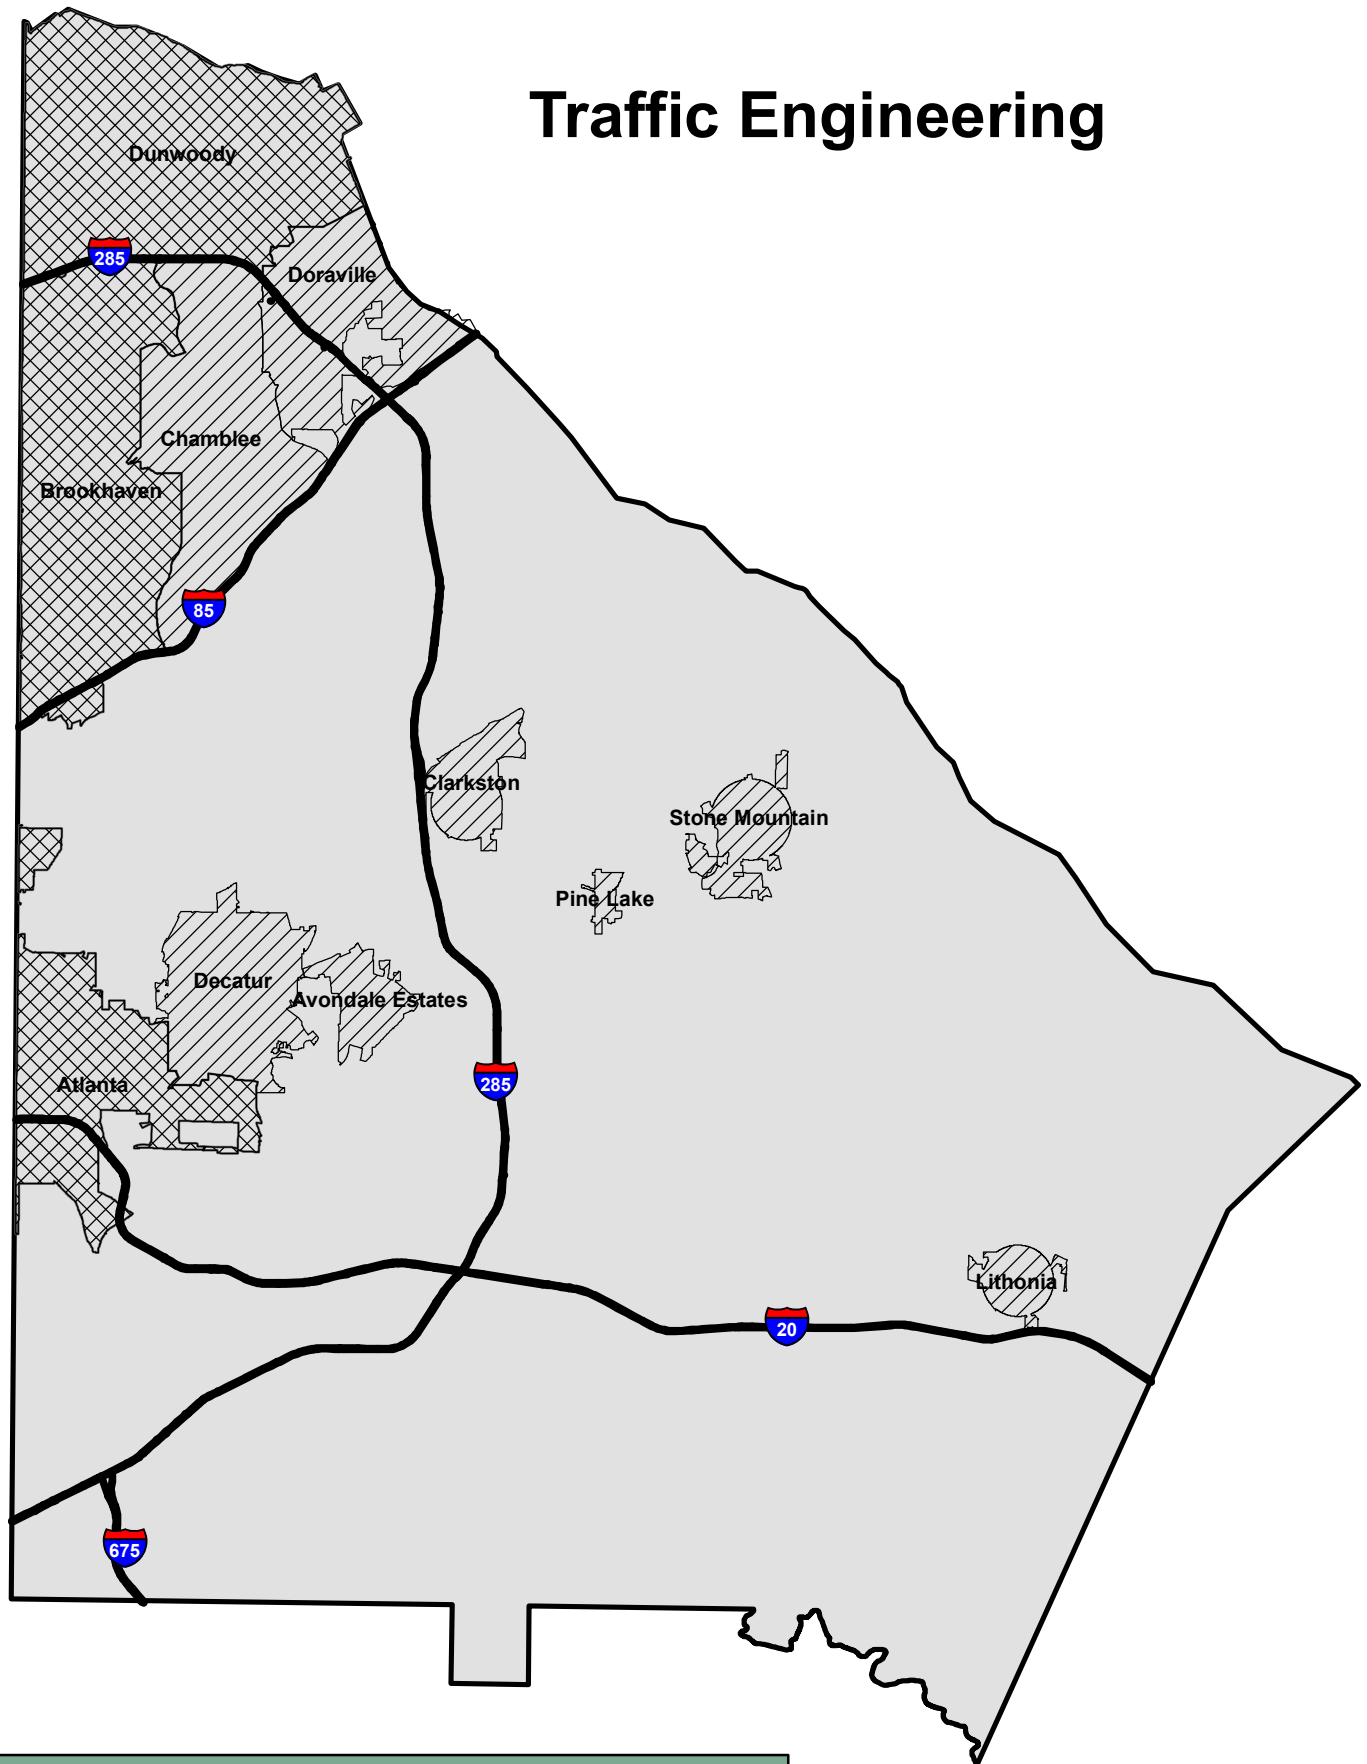 Traffic Engineering
Dunwoody
285
Doraville
Chamblee
Brookhaven
85
Clarkston
Stone Mountain
Pine Lake
Decatur
Avondale Estates
285
Atlanta
Lithonia
20
675